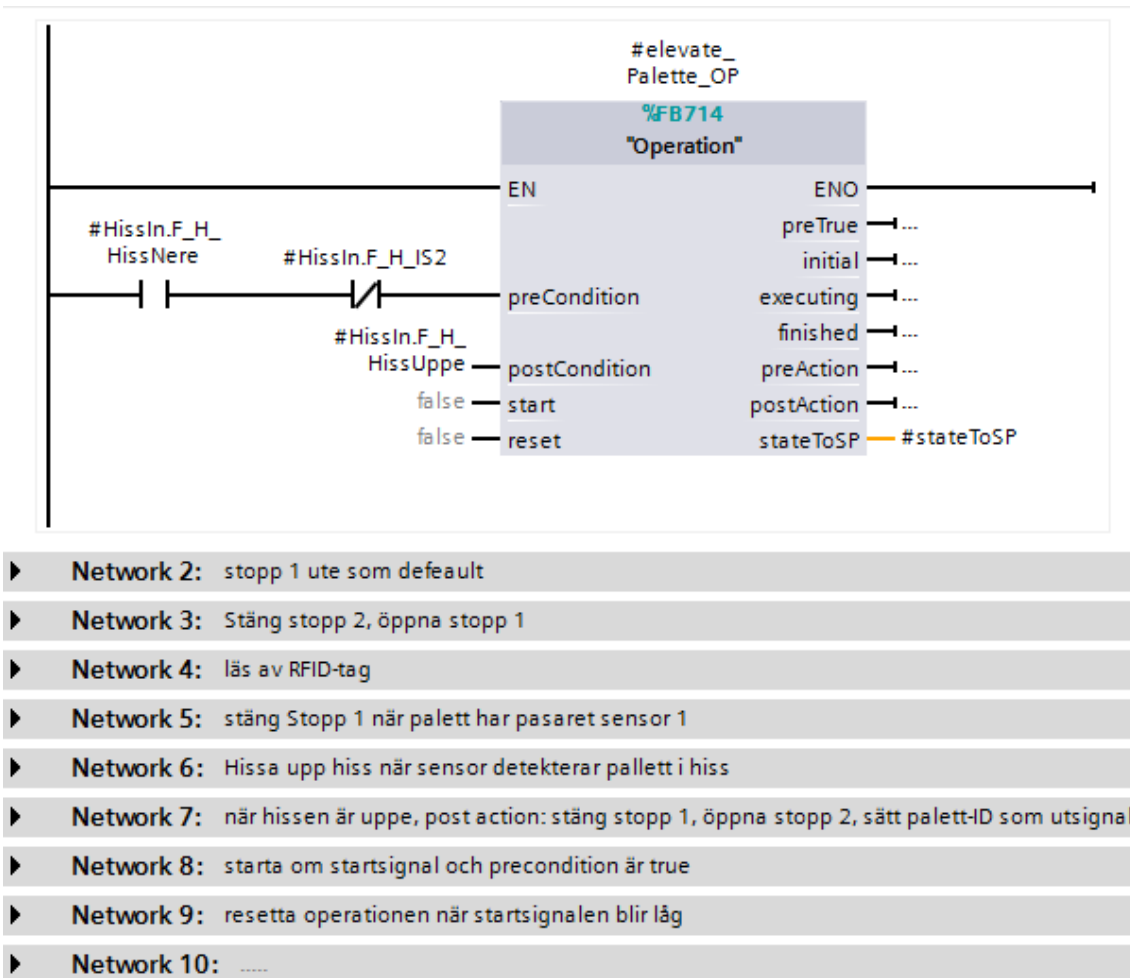 #elevate_
Palette_OP
%FB714
"Operation"
EN ENO
#HissIn.F_H_
HissNere
#HissIn.F_H_IS2
preTrue ...
initial ...
preCondition executing ...
finished ...
#HissIn.F_H_
HissUppe postCondition preAction ...
false start postAction ...
false reset stateToSP #stateToSP
Network 2: stopp 1 ute som defeault
Network 3: Stäng stopp 2, öppna stopp 1
Network 4: läs av RFID-tag
Network 5: stäng Stopp 1 när palett har pasaret sensor 1
Network 6: Hissa upp hiss när sensor detekterar pallett i hiss
Network 7: när hissen är uppe, post action: stäng stopp 1, öppna stopp 2, sätt palett-ID som utsignal
Network 8: starta om startsignal och precondition är true
Network 9: resetta operationen när startsignalen blir låg
Network 10: .....